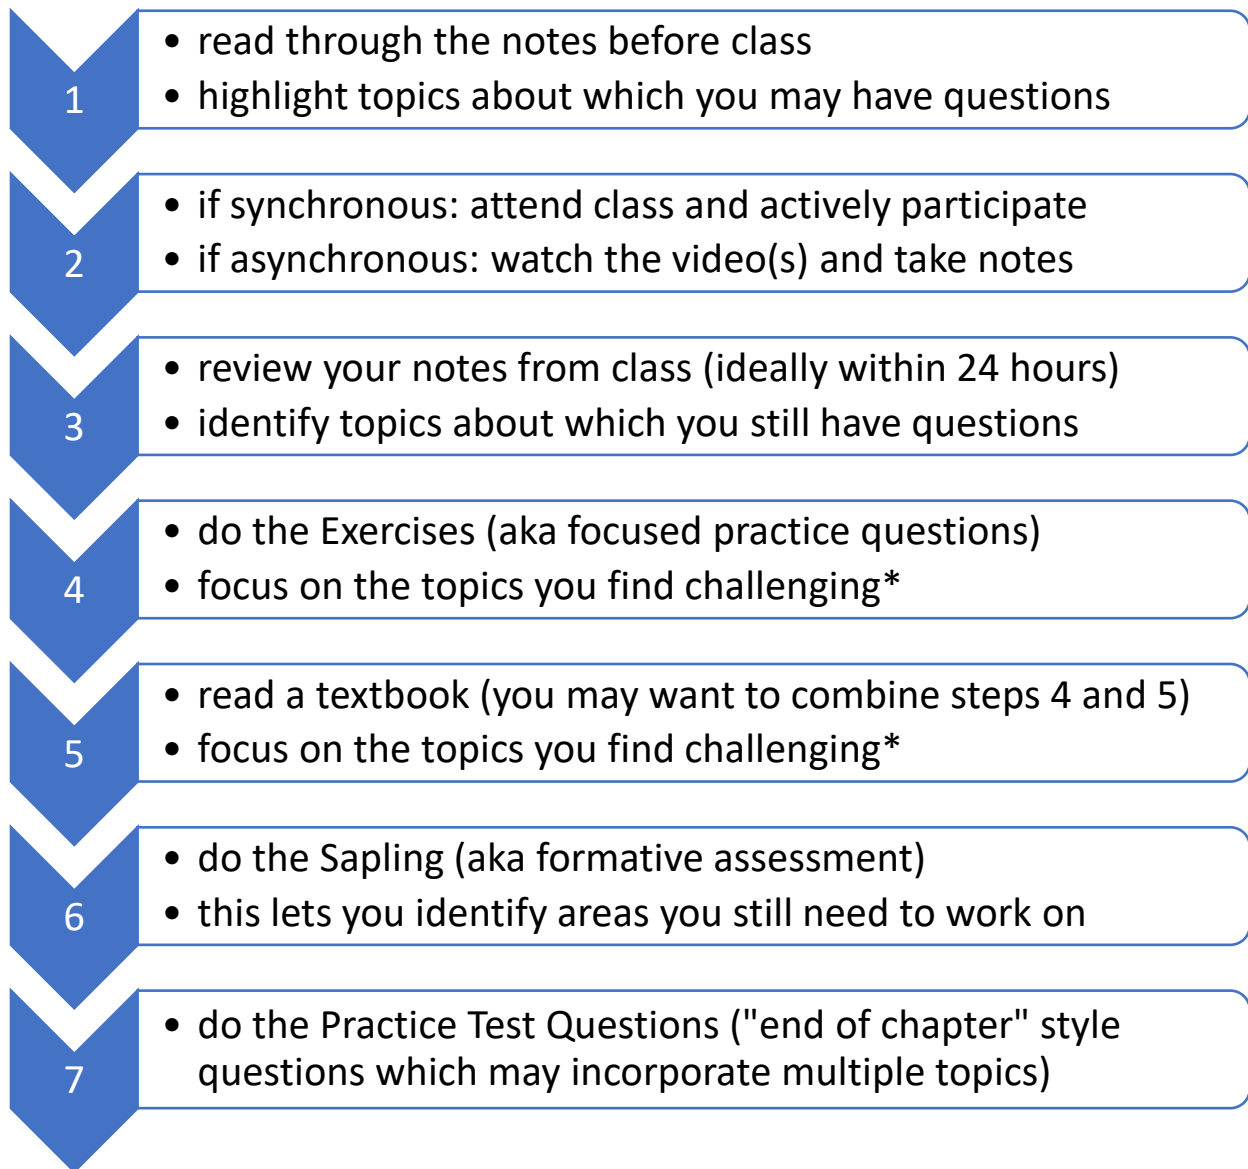 1
• read through the notes before class
• highlight topics about which you may have questions
2
• if synchronous: attend class and actively participate
• if asynchronous: watch the video(s) and take notes
3
• review your notes from class (ideally within 24 hours)
• identify topics about which you still have questions
4
• do the Exercises (aka focused practice questions)
• focus on the topics you find challenging*
5
• read a textbook (you may want to combine steps 4 and 5)
• focus on the topics you find challenging*
6
• do the Sapling (aka formative assessment)
• this lets you identify areas you still need to work on
7
• do the Practice Test Questions ("end of chapter" style
questions which may incorporate multiple topics)